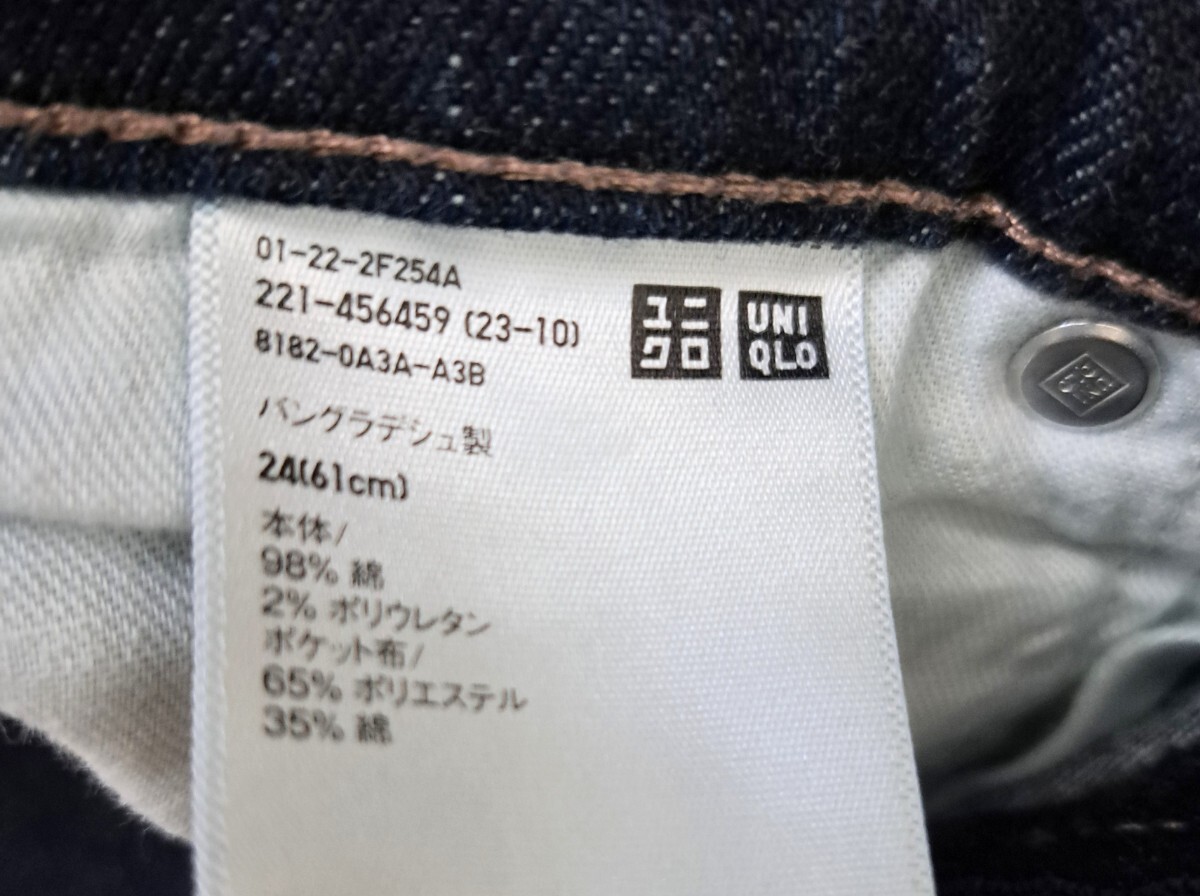 01-22-2F254A
221-456459 (23-10)
8182-0A3A-A3B
ユニ
クロ
UNI
QLO
バングラデシュ製
24(61cm)
本体/
98% 綿
2% ポリウレタン
ポケット布/
65% ポリエステル
35% 綿